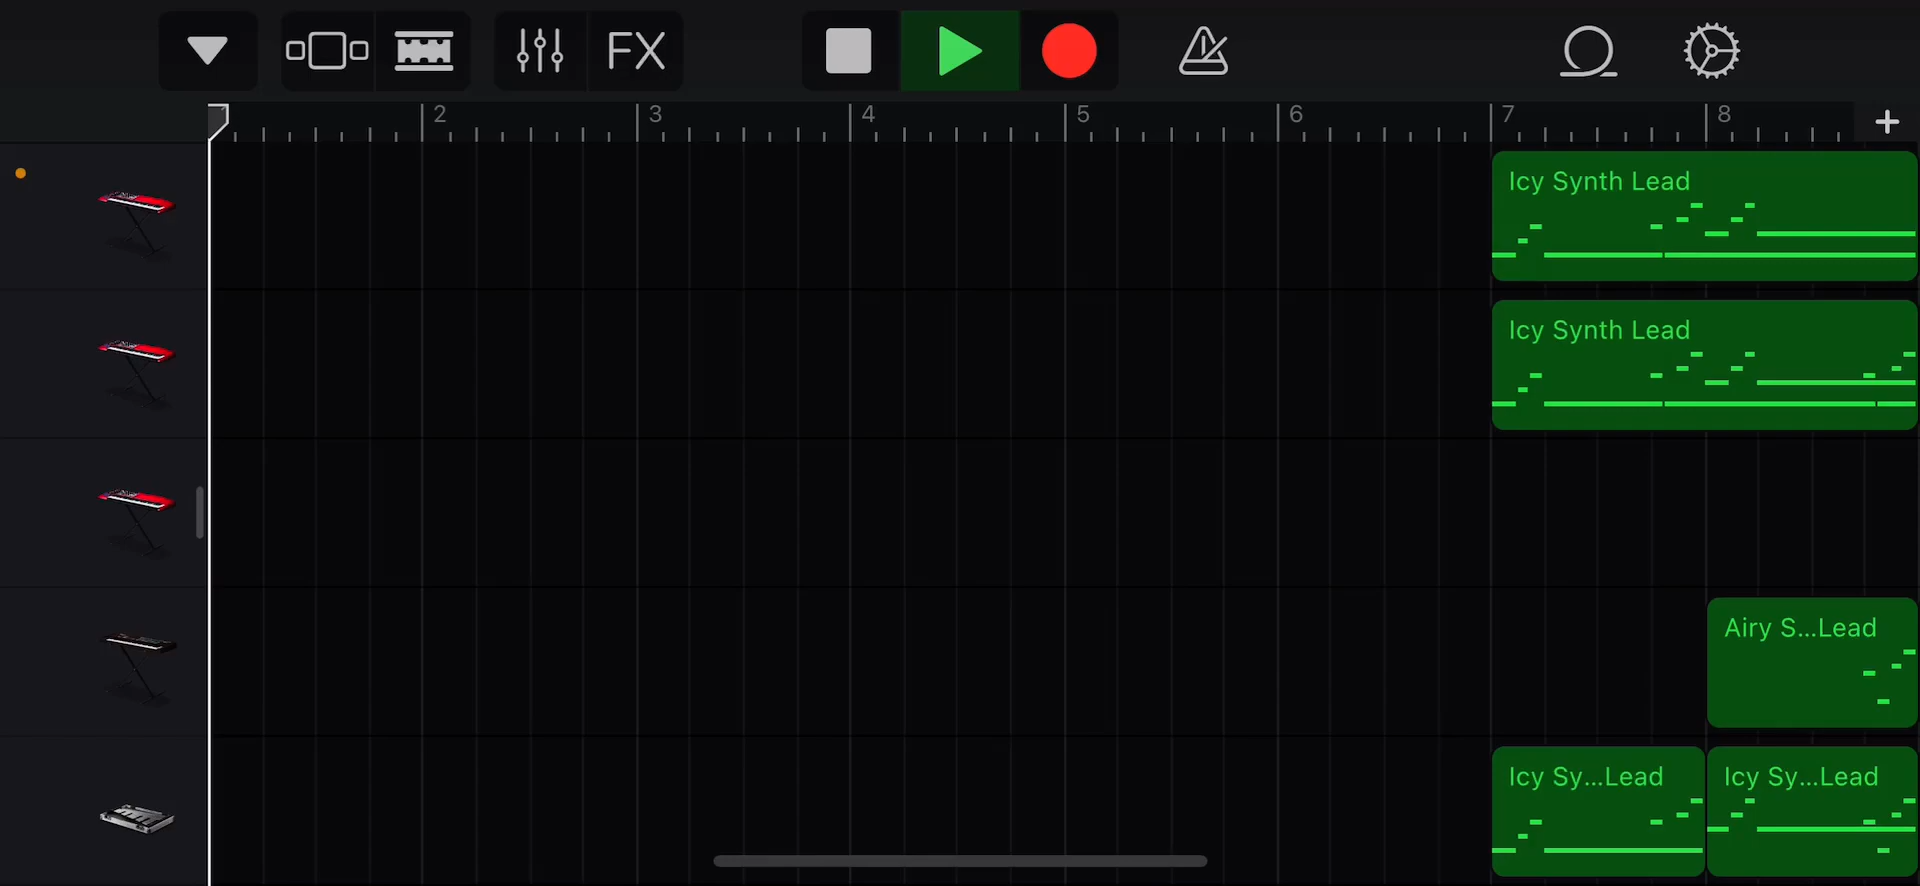 FX
2 3 4 5 6 7 8 +
Icy Synth Lead
Icy Synth Lead
Airy S...Lead
Icy Sy...Lead Icy Sy...Lead